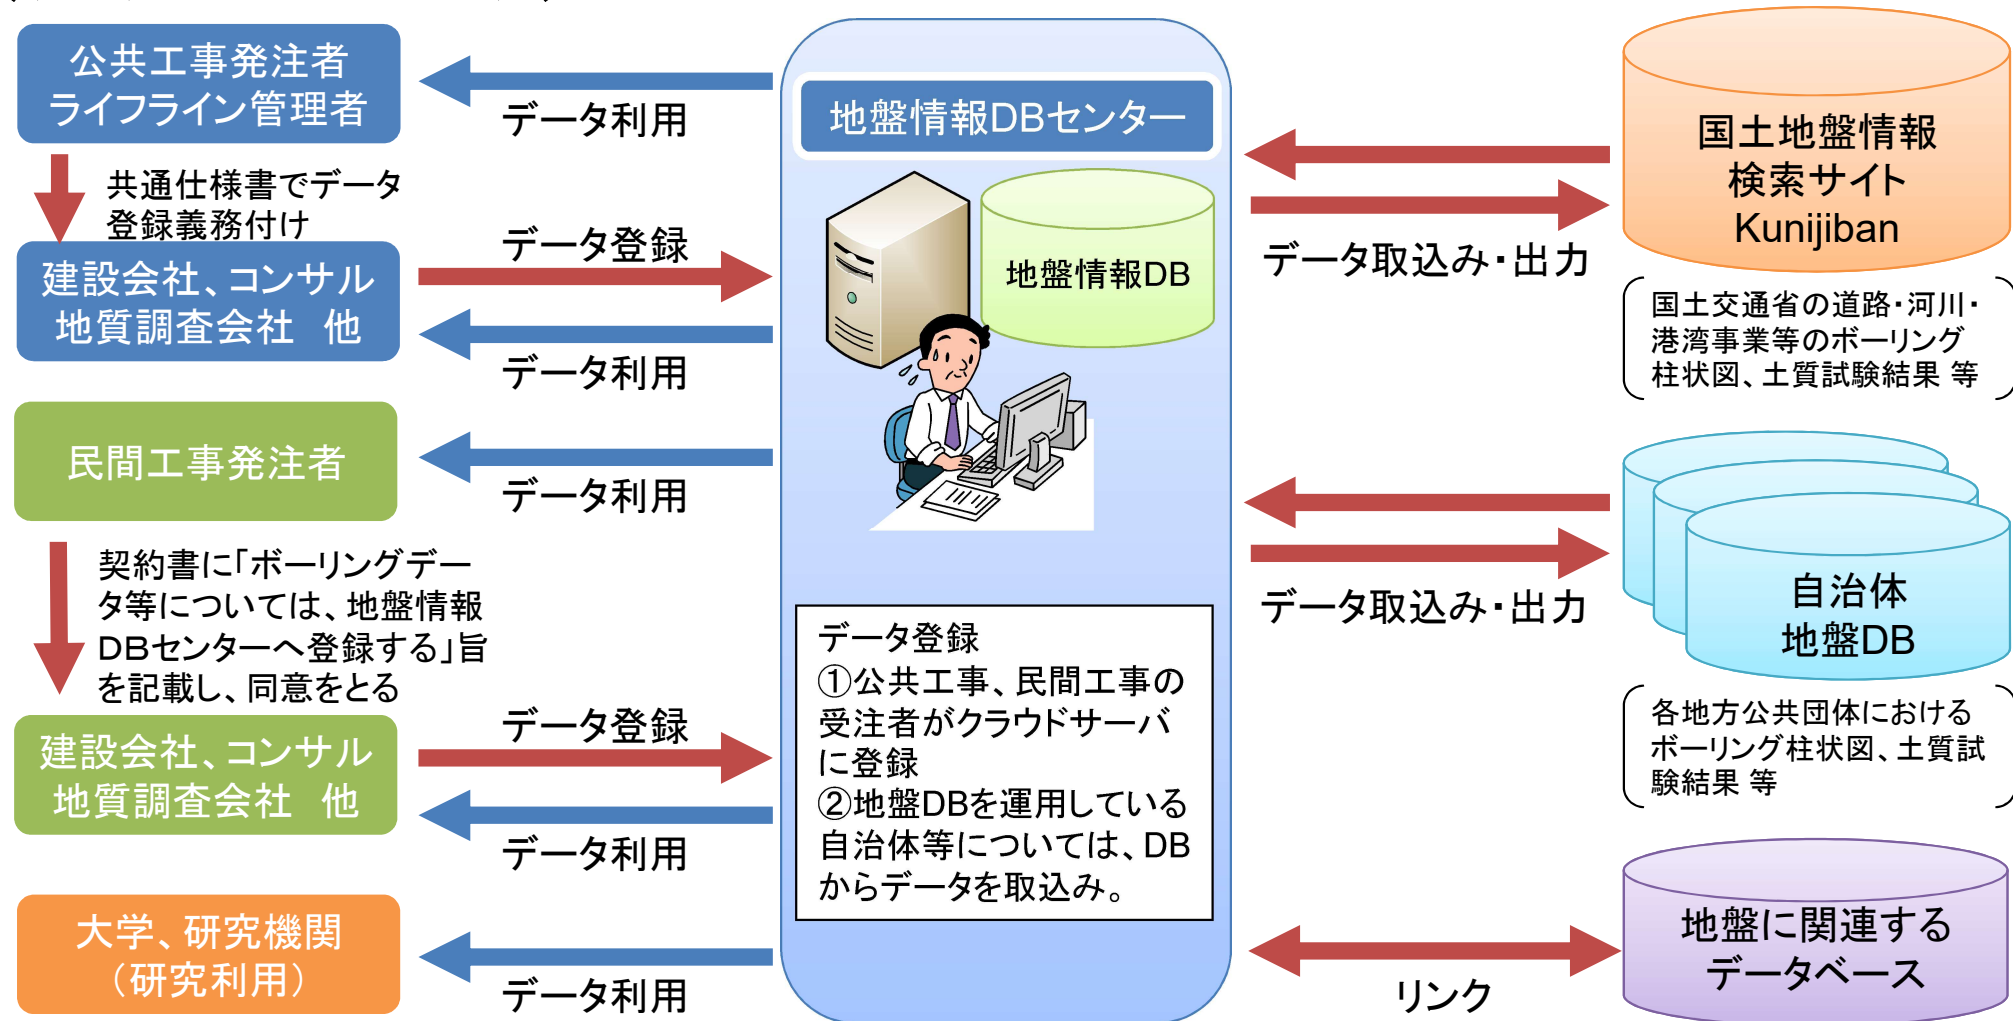 公共工事発注者
ライフライン管理者
データ利用
共通仕様書でデータ
登録義務付け
建設会社、コンサル
地質調査会社　他
データ登録
データ利用
民間工事発注者
データ利用
契約書に「ボーリングデー
タ等については、地盤情報
DBセンターへ登録する」旨
を記載し、同意をとる
建設会社、コンサル
地質調査会社　他
データ登録
データ利用
大学、研究機関
（研究利用）
データ利用
地盤情報DBセンター
地盤情報DB
データ登録
①公共工事、民間工事の
受注者がクラウドサーバ
に登録
②地盤DBを運用している
自治体等については、DB
からデータを取込み。
データ取込み・出力
国土地盤情報
検索サイト
Kunijiban
国土交通省の道路・河川・
港湾事業等のボーリング
柱状図、土質試験結果 等
データ取込み・出力
自治体
地盤DB
各地方公共団体における
ボーリング柱状図、土質試
験結果 等
リンク
地盤に関連する
データベース